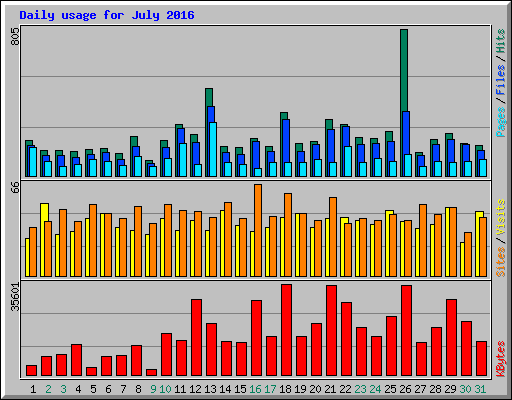 Daily usage for July 2016
805
Pages / Files / Hits
66
Sites / Visits
35601
KBytes
1 2 3 4 5 6 7 8 9 10 11 12 13 14 15 16 17 18 19 20 21 22 23 24 25 26 27 28 29 30 31